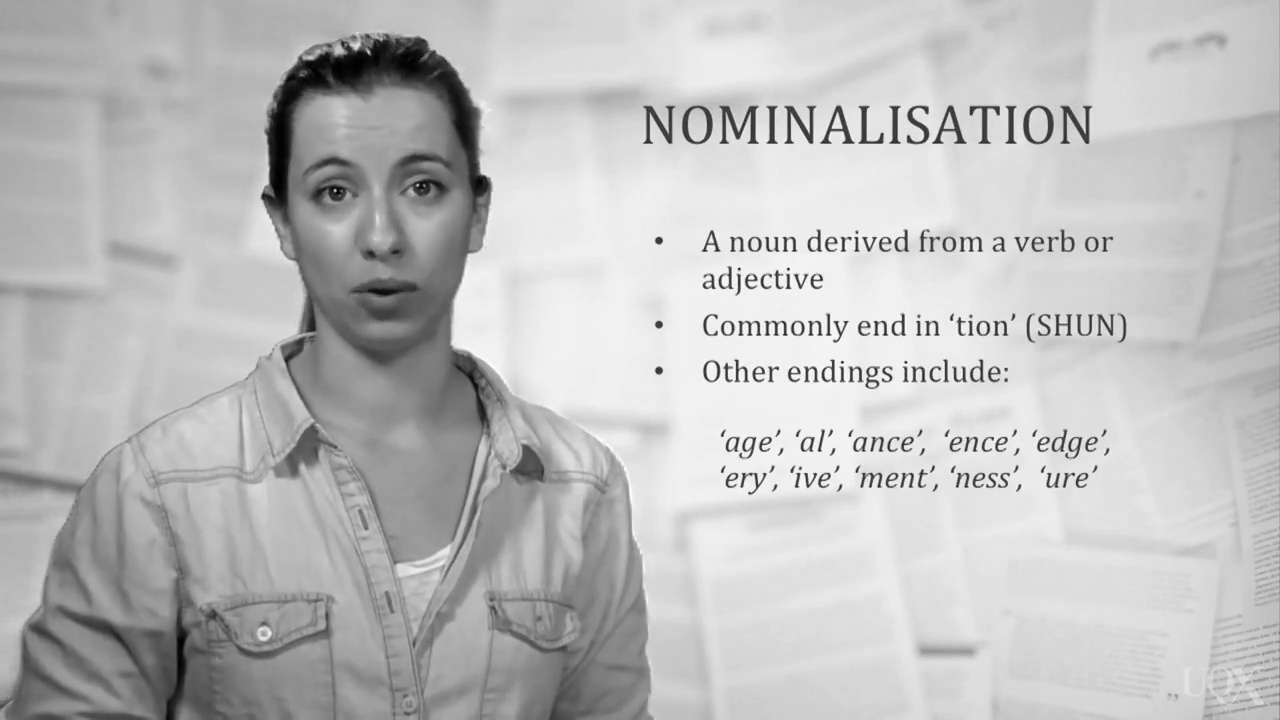 NOMINALISATION
• A noun derived from a verb or
adjective
• Commonly end in ‘tion’ (SHUN)
• Other endings include:
‘age’, ‘al’, ‘ance’, ‘ence’, ‘edge’,
‘ery’, ‘ive’, ‘ment’, ‘ness’, ‘ure’
UQX